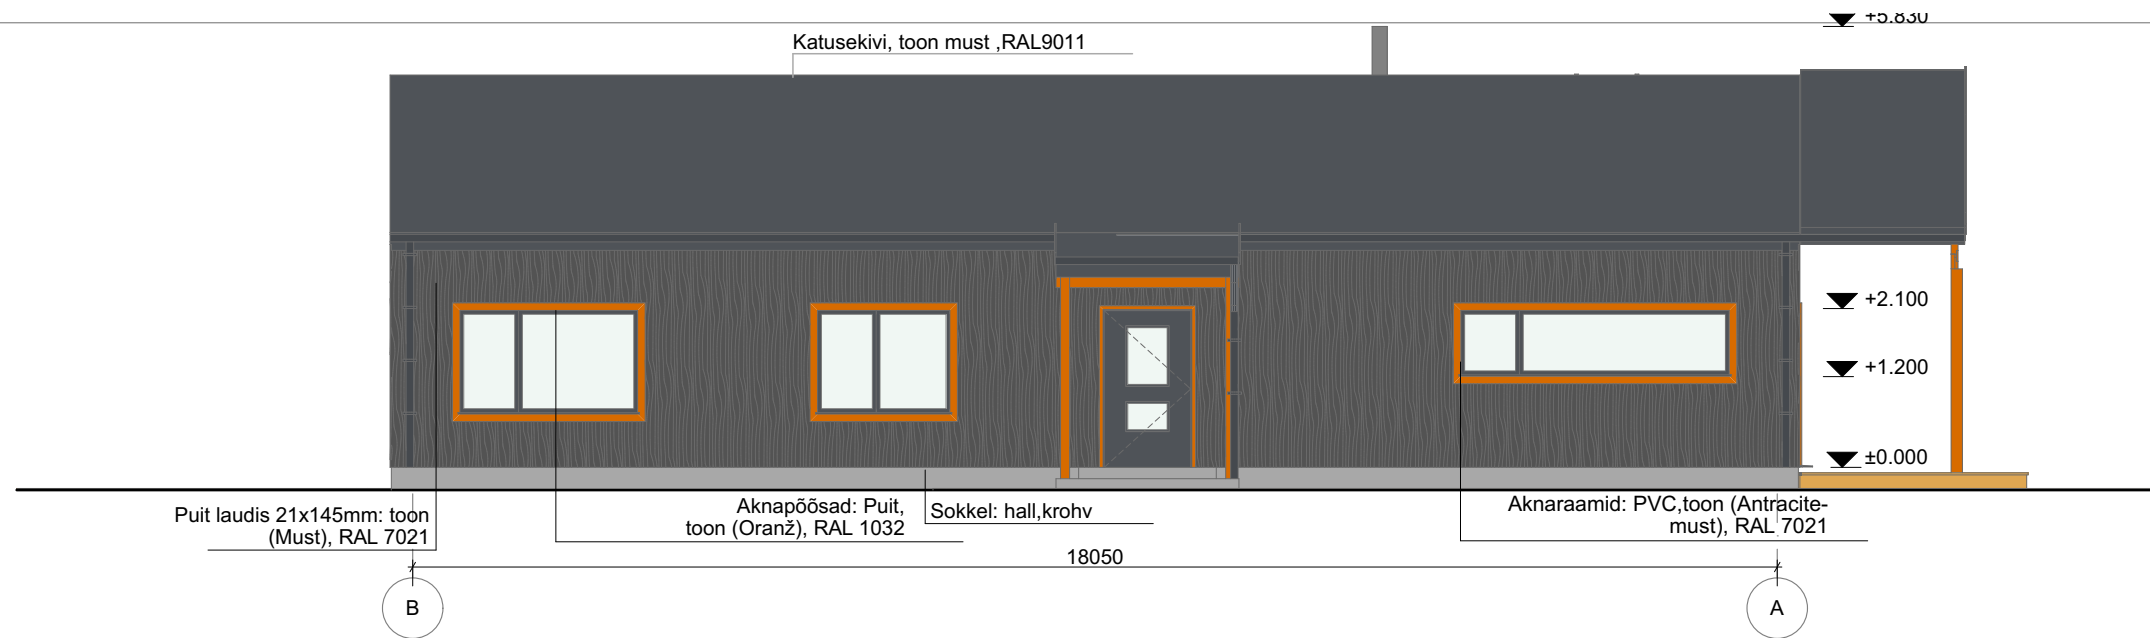 +5.830
Katusekivi, toon must ,RAL9011
+2.100
+1.200
±0.000
Puit laudis 21x145mm: toon
(Must), RAL 7021
Aknapõõsad: Puit,
toon (Oranž), RAL 1032
Sokkel: hall,krohv
Aknaraamid: PVC,toon (Antracite-
must), RAL 7021
18050
B
A